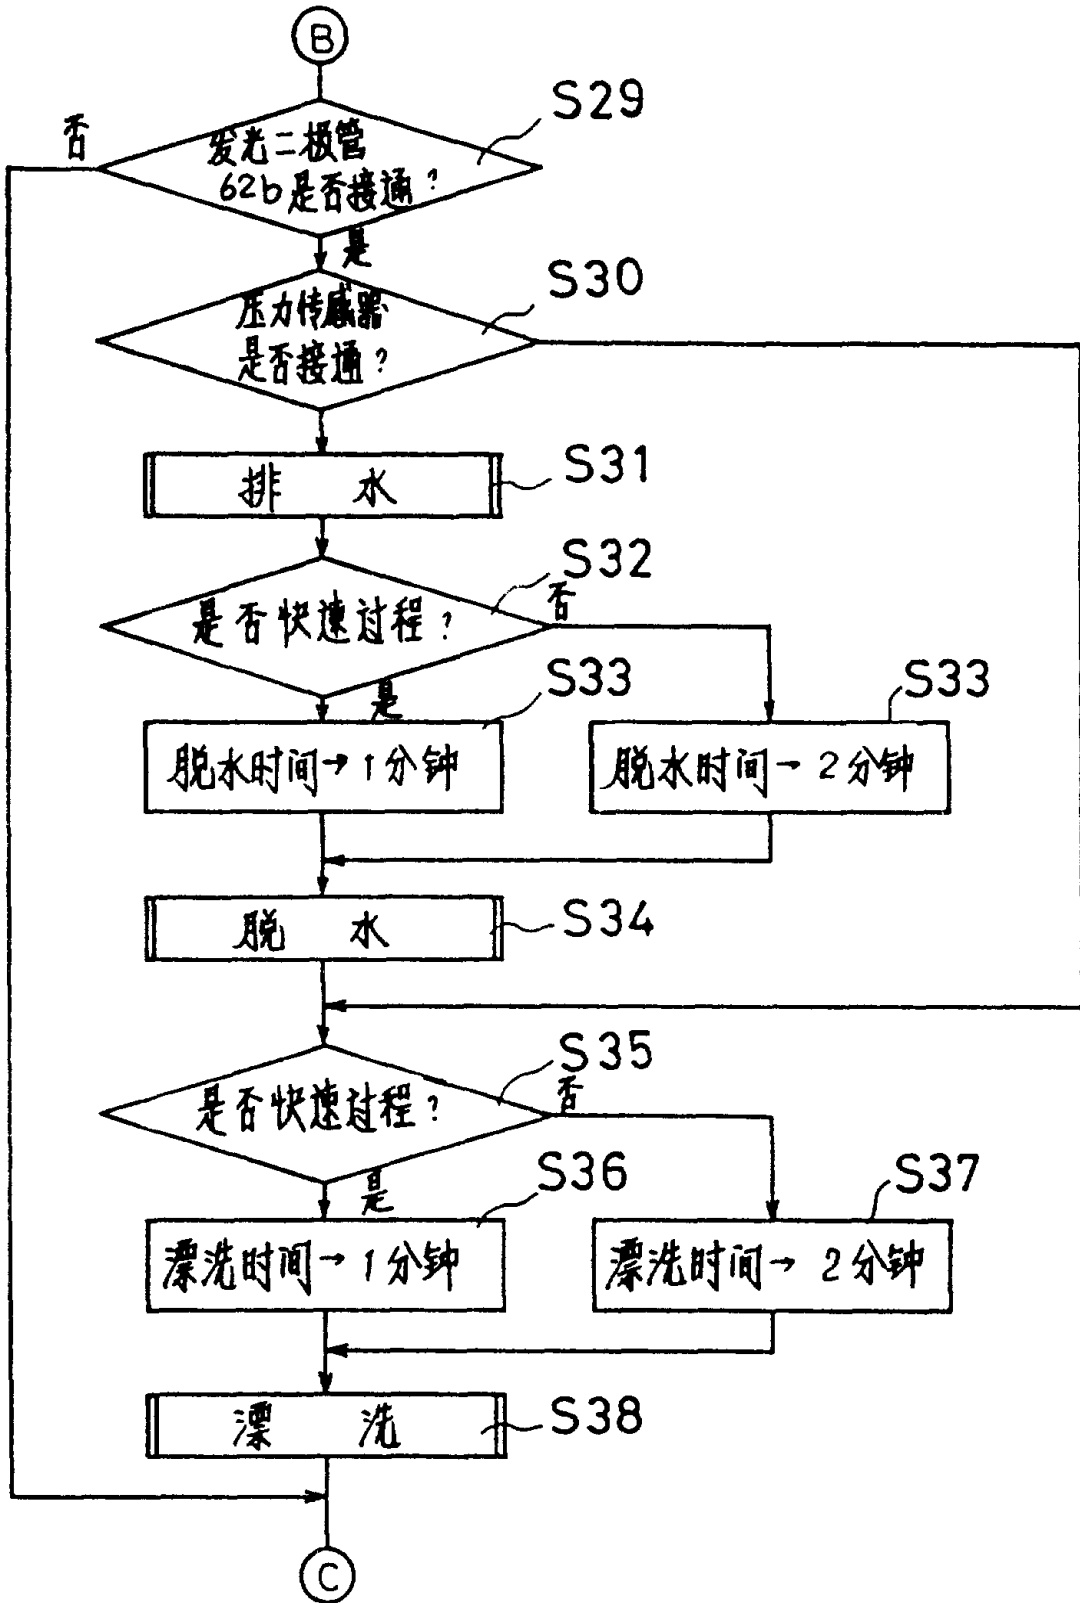 B
S29
否
发光二极管
62b是否接通?
是
S30
压力传感器
是否接通?
S31
排 水
S32
否
是否快速过程?
是
S33
S33
脱水时间→1分钟
脱水时间→2分钟
S34
脱 水
S35
否
是否快速过程?
是
S36
S37
漂洗时间→1分钟
漂洗时间→2分钟
S38
漂 洗
C